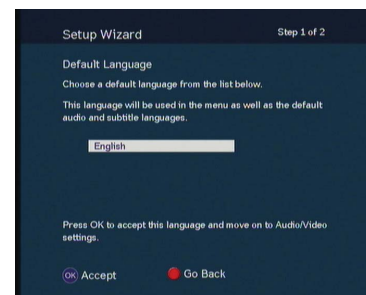 Setup Wizard
Step 1 of 2
Default Language
Choose a default language from the list below.
This language will be used in the menu as well as the default
audio and subtitle languages.
English
Press OK to accept this language and move on to Audio/Video
settings.
OK Accept
Go Back